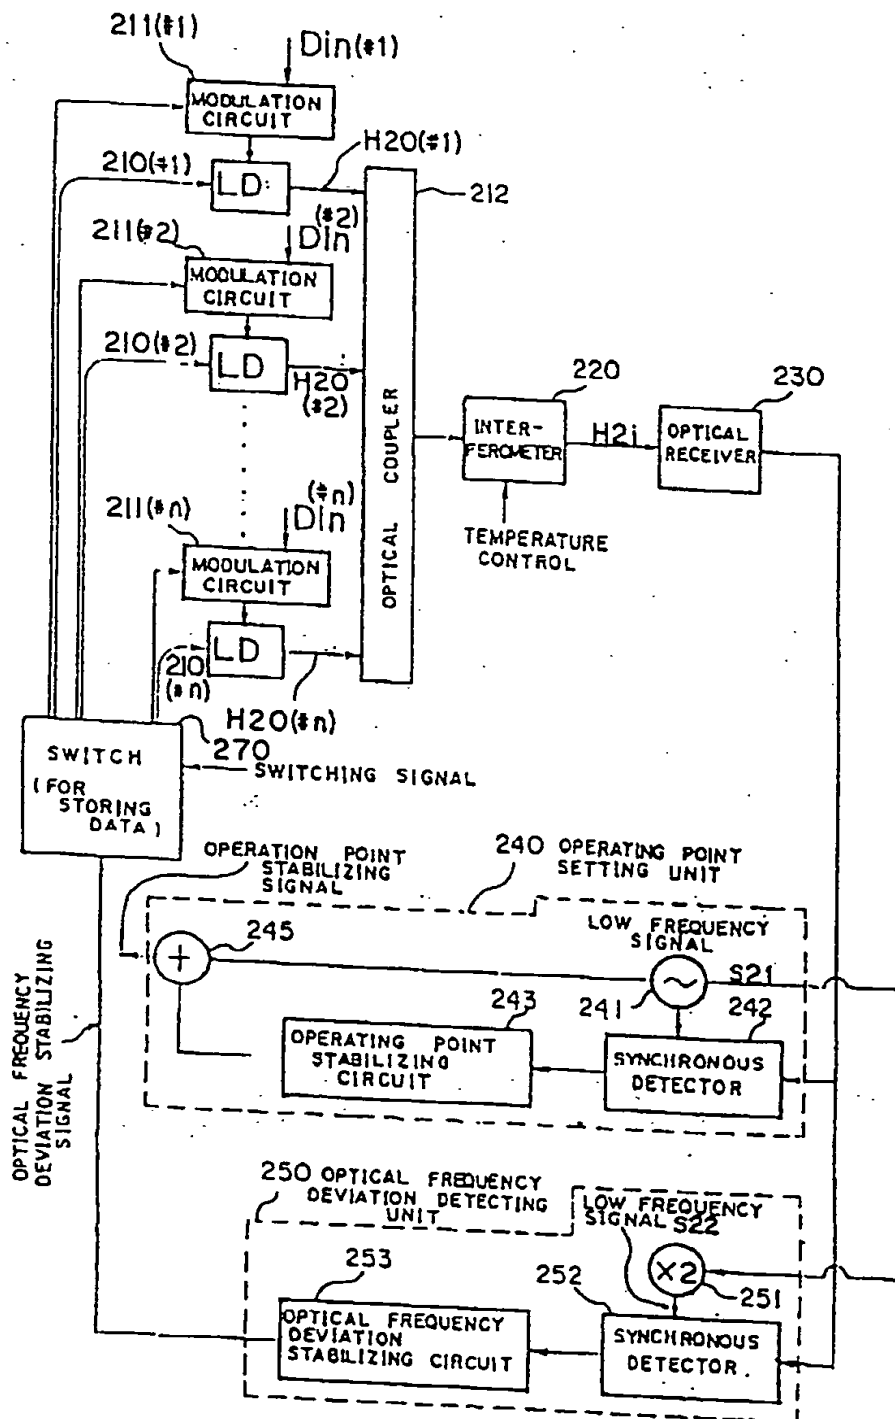 211(#1)
Din(#1)
MODULATION
CIRCUIT
H20(#1)
210(#1)
LD
212
(#2)
Din
211(#2)
MODULATION
CIRCUIT
210(#2)
LD
H20
(#2)
OPTICAL COUPLER
220
INTER-
FEROMETER
H2i
230
OPTICAL
RECEIVER
TEMPERATURE
CONTROL
(#n)
Din
211(#n)
MODULATION
CIRCUIT
LD
210
(#n)
H20(#n)
270
SWITCH
(FOR
STORING
DATA)
SWITCHING SIGNAL
OPERATION POINT
STABILIZING
SIGNAL
240 OPERATING POINT
SETTING UNIT
245
+
LOW FREQUENCY
SIGNAL
S21
241
242
243
OPERATING POINT
STABILIZING
CIRCUIT
SYNCHRONOUS
DETECTOR
OPTICAL FREQUENCY
DEVIATION STABILIZING
SIGNAL
250 OPTICAL FREQUENCY
DEVIATION DETECTING
UNIT
LOW FREQUENCY
SIGNAL S22
×2
251
252
253
OPTICAL FREQUENCY
DEVIATION
STABILIZING CIRCUIT
SYNCHRONOUS
DETECTOR